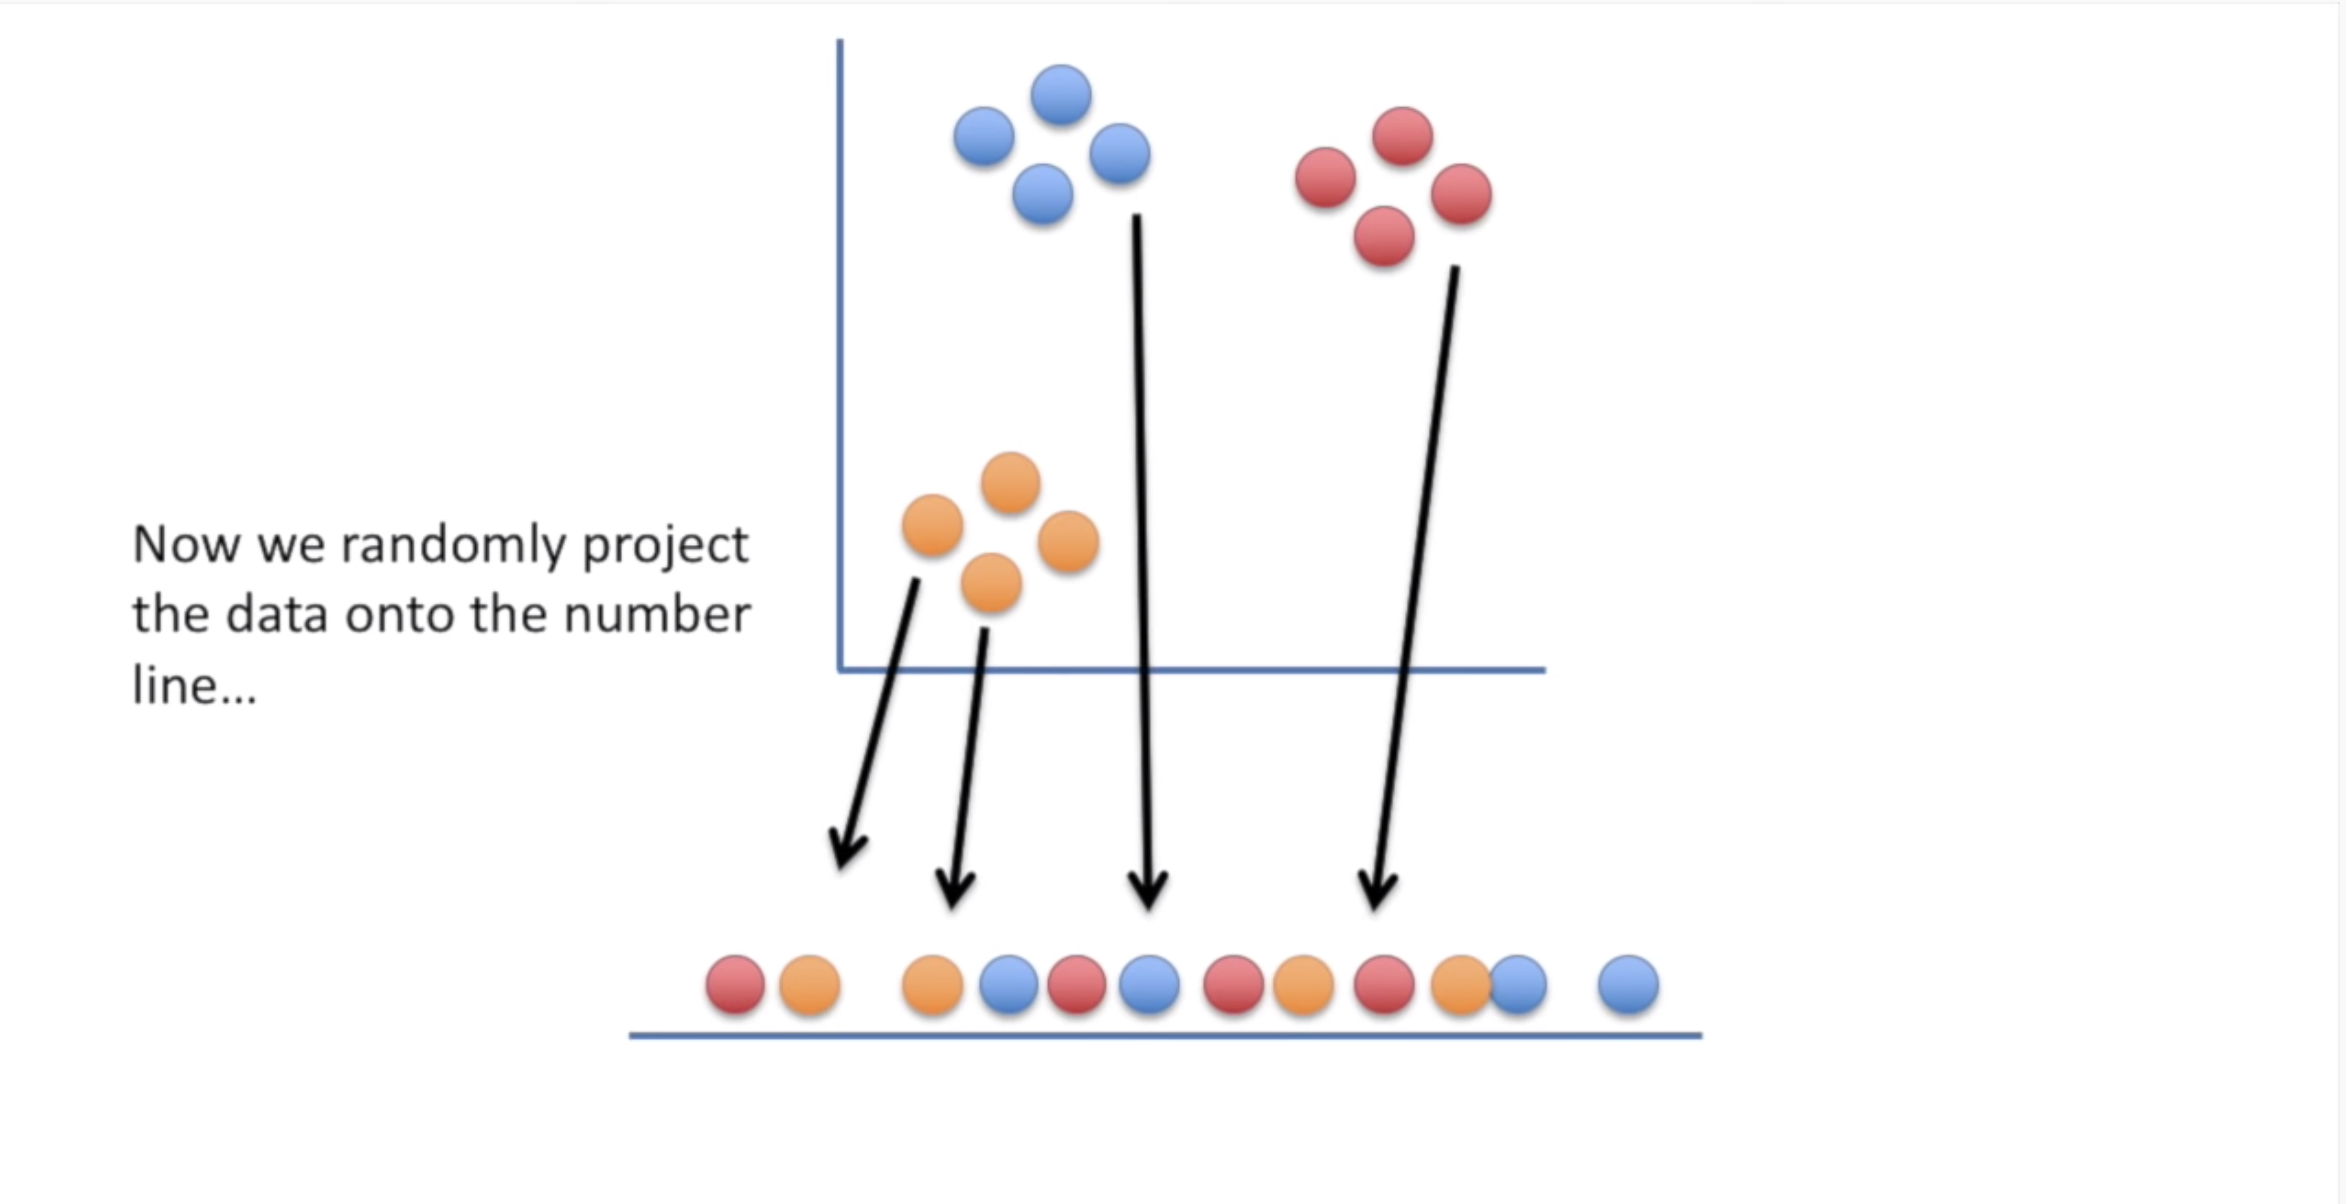 Now we randomly project
the data onto the number
line...